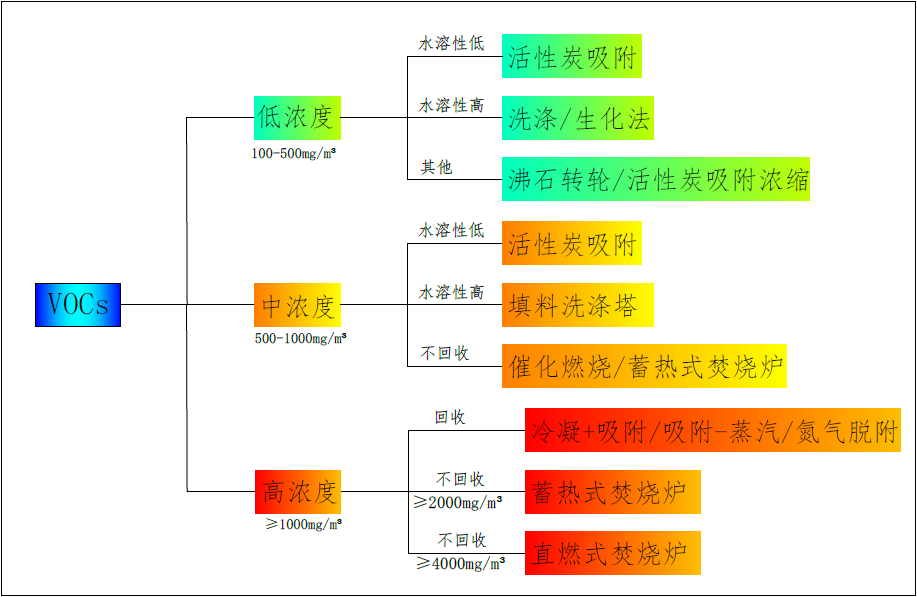 VOCs
低浓度
100-500mg/m³
水溶性低
活性炭吸附
水溶性高
洗涤/生化法
其他
沸石转轮/活性炭吸附浓缩
中浓度
500-1000mg/m³
水溶性低
活性炭吸附
水溶性高
填料洗涤塔
不回收
催化燃烧/蓄热式焚烧炉
高浓度
≥1000mg/m³
回收
冷凝+吸附/吸附-蒸汽/氮气脱附
不回收
≥2000mg/m³
蓄热式焚烧炉
不回收
≥4000mg/m³
直燃式焚烧炉